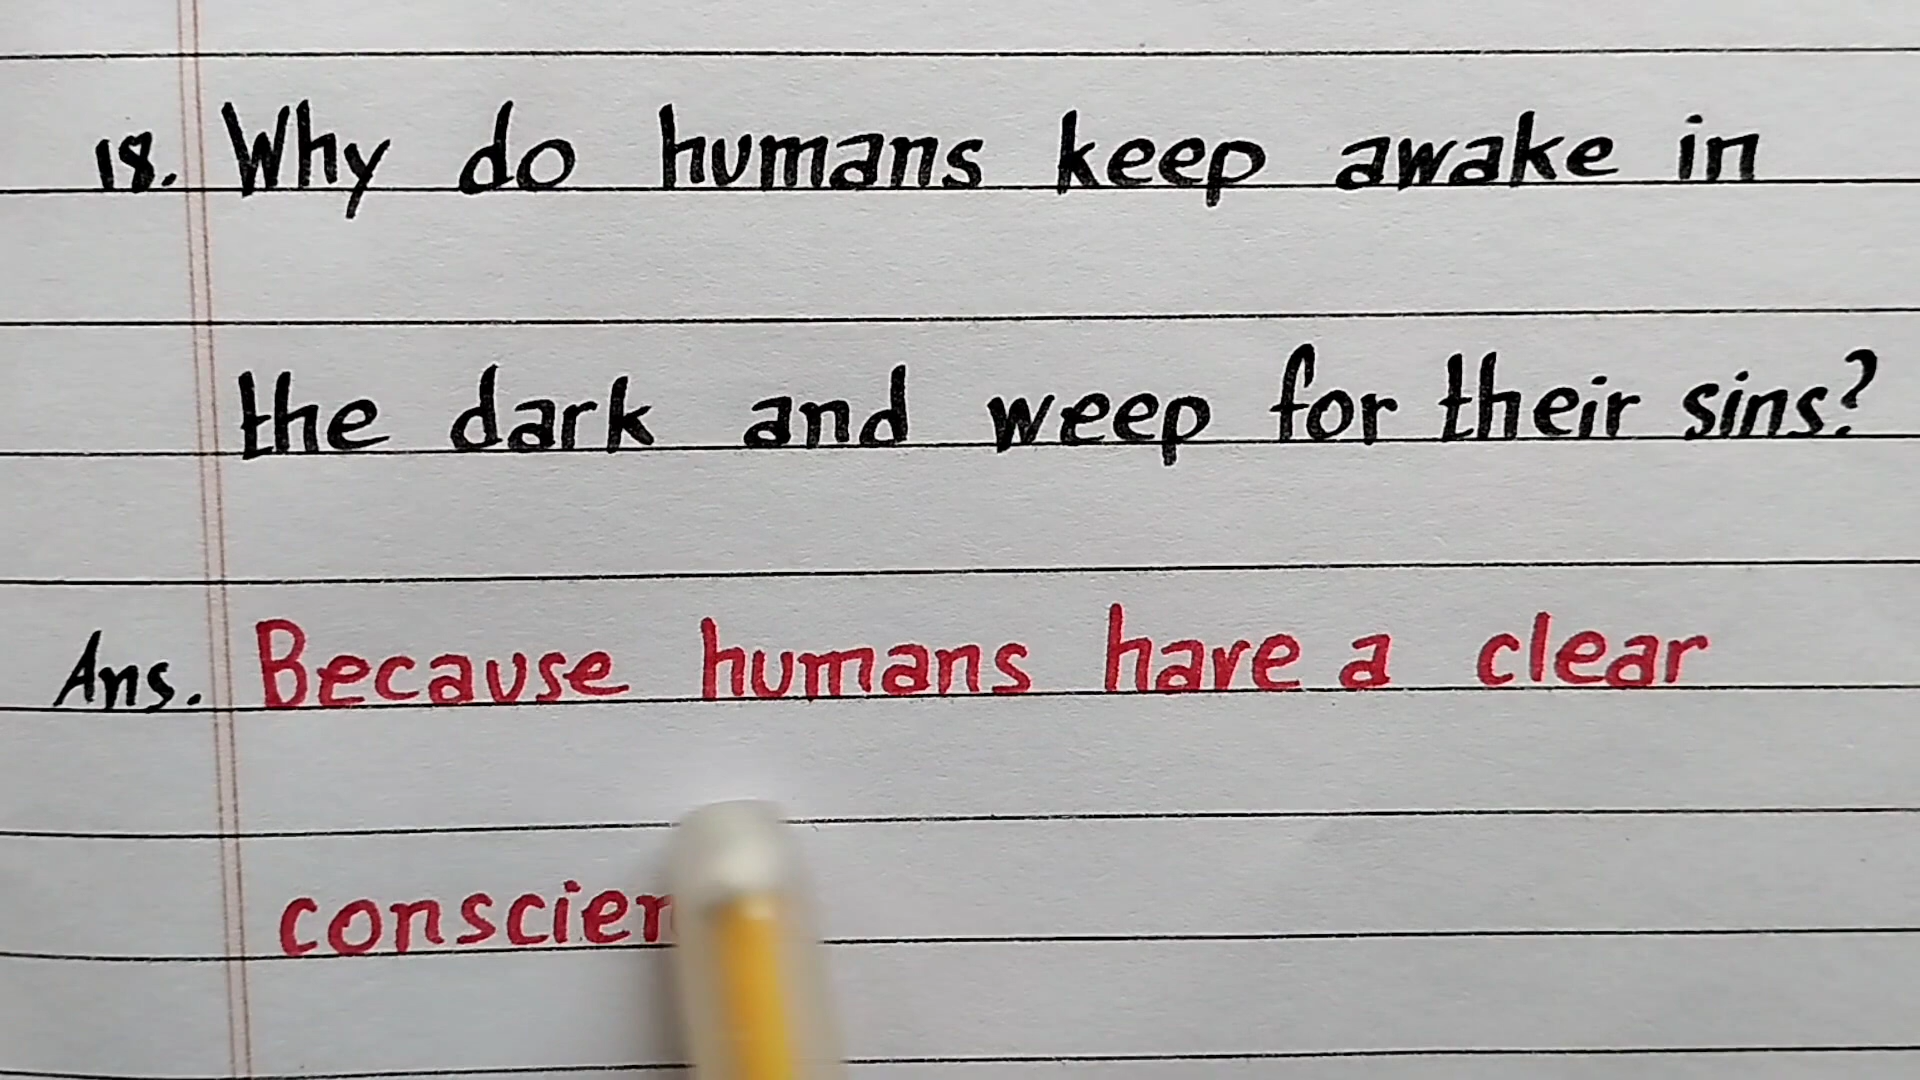 18. Why do humans keep awake in
the dark and weep for their sins?
Ans. Because humans have a clear